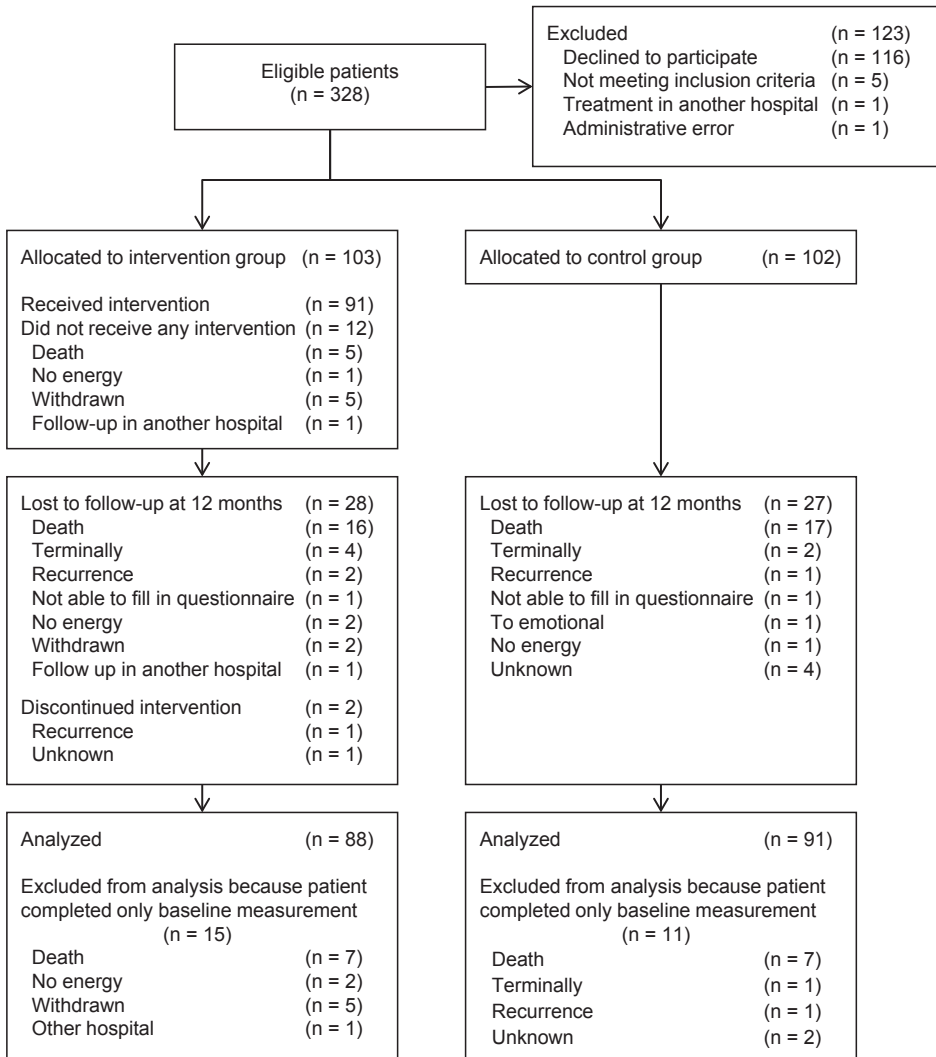 Eligible patients
(n = 328)
Excluded (n = 123)
Declined to participate (n = 116)
Not meeting inclusion criteria (n = 5)
Treatment in another hospital (n = 1)
Administrative error (n = 1)
Allocated to intervention group (n = 103)
Received intervention (n = 91)
Did not receive any intervention (n = 12)
Death (n = 5)
No energy (n = 1)
Withdrawn (n = 5)
Follow-up in another hospital (n = 1)
Allocated to control group (n = 102)
Lost to follow-up at 12 months (n = 28)
Death (n = 16)
Terminally (n = 4)
Recurrence (n = 2)
Not able to fill in questionnaire (n = 1)
No energy (n = 2)
Withdrawn (n = 2)
Follow up in another hospital (n = 1)
Discontinued intervention (n = 2)
Recurrence (n = 1)
Unknown (n = 1)
Lost to follow-up at 12 months (n = 27)
Death (n = 17)
Terminally (n = 2)
Recurrence (n = 1)
Not able to fill in questionnaire (n = 1)
To emotional (n = 1)
No energy (n = 1)
Unknown (n = 4)
Analyzed (n = 88)
Excluded from analysis because patient
completed only baseline measurement
(n = 15)
Death (n = 7)
No energy (n = 2)
Withdrawn (n = 5)
Other hospital (n = 1)
Analyzed (n = 91)
Excluded from analysis because patient
completed only baseline measurement
(n = 11)
Death (n = 7)
Terminally (n = 1)
Recurrence (n = 1)
Unknown (n = 2)